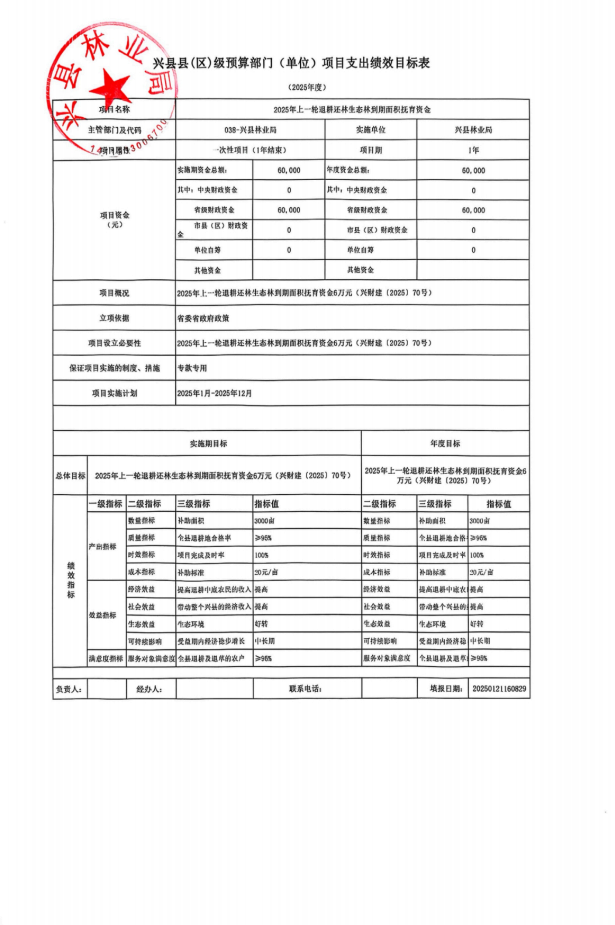 兴县林业局
兴县县(区)级预算部门（单位）项目支出绩效目标表
（2025年度）
项目名称 2025年上一轮退耕还林生态林到期面积抚育资金
主管部门及代码 038-兴县林业局 实施单位 兴县林业局
项目属性 一次性项目（1年结束） 项目期 1年
项目资金（元） 实施期资金总额： 60,000 年度资金总额： 60,000
其中：中央财政资金 0 其中：中央财政资金 0
省级财政资金 60,000 省级财政资金 60,000
市县（区）财政资金 0 市县（区）财政资金 0
单位自筹 0 单位自筹 0
其他资金 其他资金
项目概况 2025年上一轮退耕还林生态林到期面积抚育资金6万元（兴财建〔2025〕70号）
立项依据 省委省政府政策
项目设立必要性 2025年上一轮退耕还林生态林到期面积抚育资金6万元（兴财建〔2025〕70号）
保证项目实施的制度、措施 专款专用
项目实施计划 2025年1月-2025年12月
实施期目标 年度目标
总体目标 2025年上一轮退耕还林生态林到期面积抚育资金6万元（兴财建〔2025〕70号） 2025年上一轮退耕还林生态林到期面积抚育资金6万元（兴财建〔2025〕70号）
绩效指标
一级指标 二级指标 三级指标 指标值 二级指标 三级指标 指标值
产出指标 数量指标 补助面积 3000亩 数量指标 补助面积 3000亩
质量指标 全县退耕地合格率 ≥95% 质量指标 全县退耕地合格 ≥95%
时效指标 项目完成及时率 100% 时效指标 项目完成及时率 100%
成本指标 补助标准 20元/亩 成本指标 补助标准 20元/亩
效益指标 经济效益 提高退耕中底农民的收入 提高 经济效益 提高退耕中底农 提高
社会效益 带动整个兴县的经济收入 提高 社会效益 带动整个兴县的 提高
生态效益 生态环境 好转 生态效益 生态环境 好转
可持续影响 受益期内经济稳步增长 中长期 可持续影响 受益期内经济稳 中长期
满意度指标 服务对象满意度 全县退耕及退草的农户 ≥95% 服务对象满意度 全县退耕及退草 ≥95%
负责人： 经办人： 联系电话： 填报日期： 20250121160829